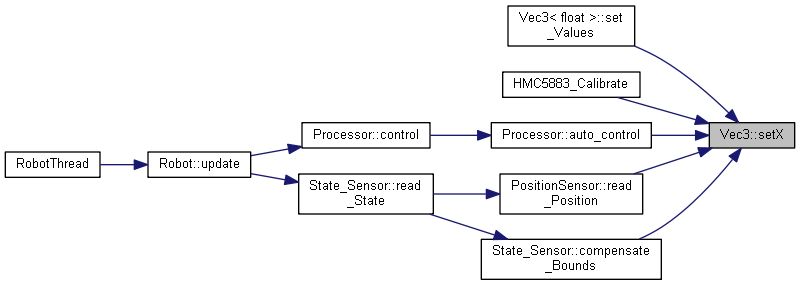 Vec3< float >::set
_Values
HMC5883_Calibrate
Processor::control
Processor::auto_control
Vec3::setX
RobotThread
Robot::update
State_Sensor::read
_State
PositionSensor::read
_Position
State_Sensor::compensate
_Bounds